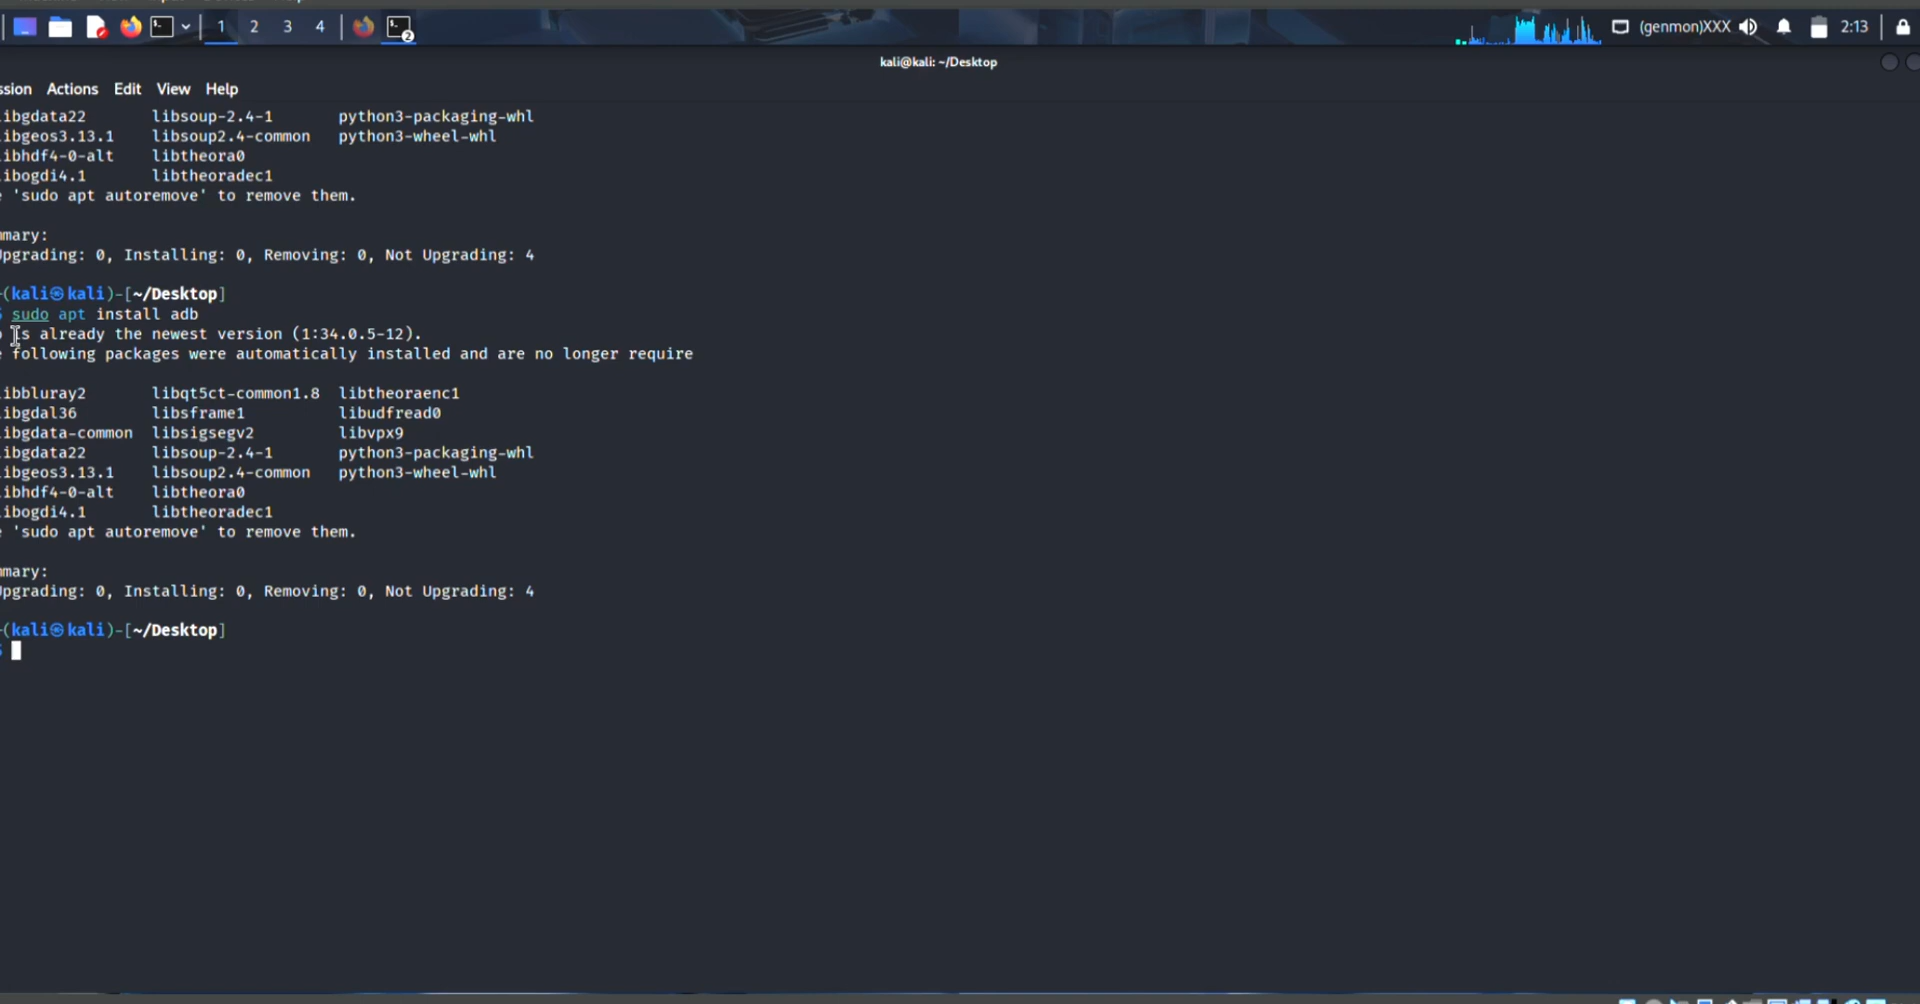 1 2 3 4 2 (genmon)XXX 2:13
kali@kali: ~/Desktop
ssion Actions Edit View Help
ibgdata22 libsoup-2.4-1 python3-packaging-whl
ibgeos3.13.1 libsoup2.4-common python3-wheel-whl
ibhdf4-0-alt libtheora0
ibogdi4.1 libtheoradec1
e 'sudo apt autoremove' to remove them.
mary:
pgrading: 0, Installing: 0, Removing: 0, Not Upgrading: 4
-(kali㉿kali)-[~/Desktop]
sudo apt install adb
is already the newest version (1:34.0.5-12).
e following packages were automatically installed and are no longer require
ibbluray2 libqt5ct-common1.8 libtheoraenc1
ibgdal36 libsframe1 libudfread0
ibgdata-common libsigsegv2 libvpx9
ibgdata22 libsoup-2.4-1 python3-packaging-whl
ibgeos3.13.1 libsoup2.4-common python3-wheel-whl
ibhdf4-0-alt libtheora0
ibogdi4.1 libtheoradec1
e 'sudo apt autoremove' to remove them.
mary:
pgrading: 0, Installing: 0, Removing: 0, Not Upgrading: 4
-(kali㉿kali)-[~/Desktop]